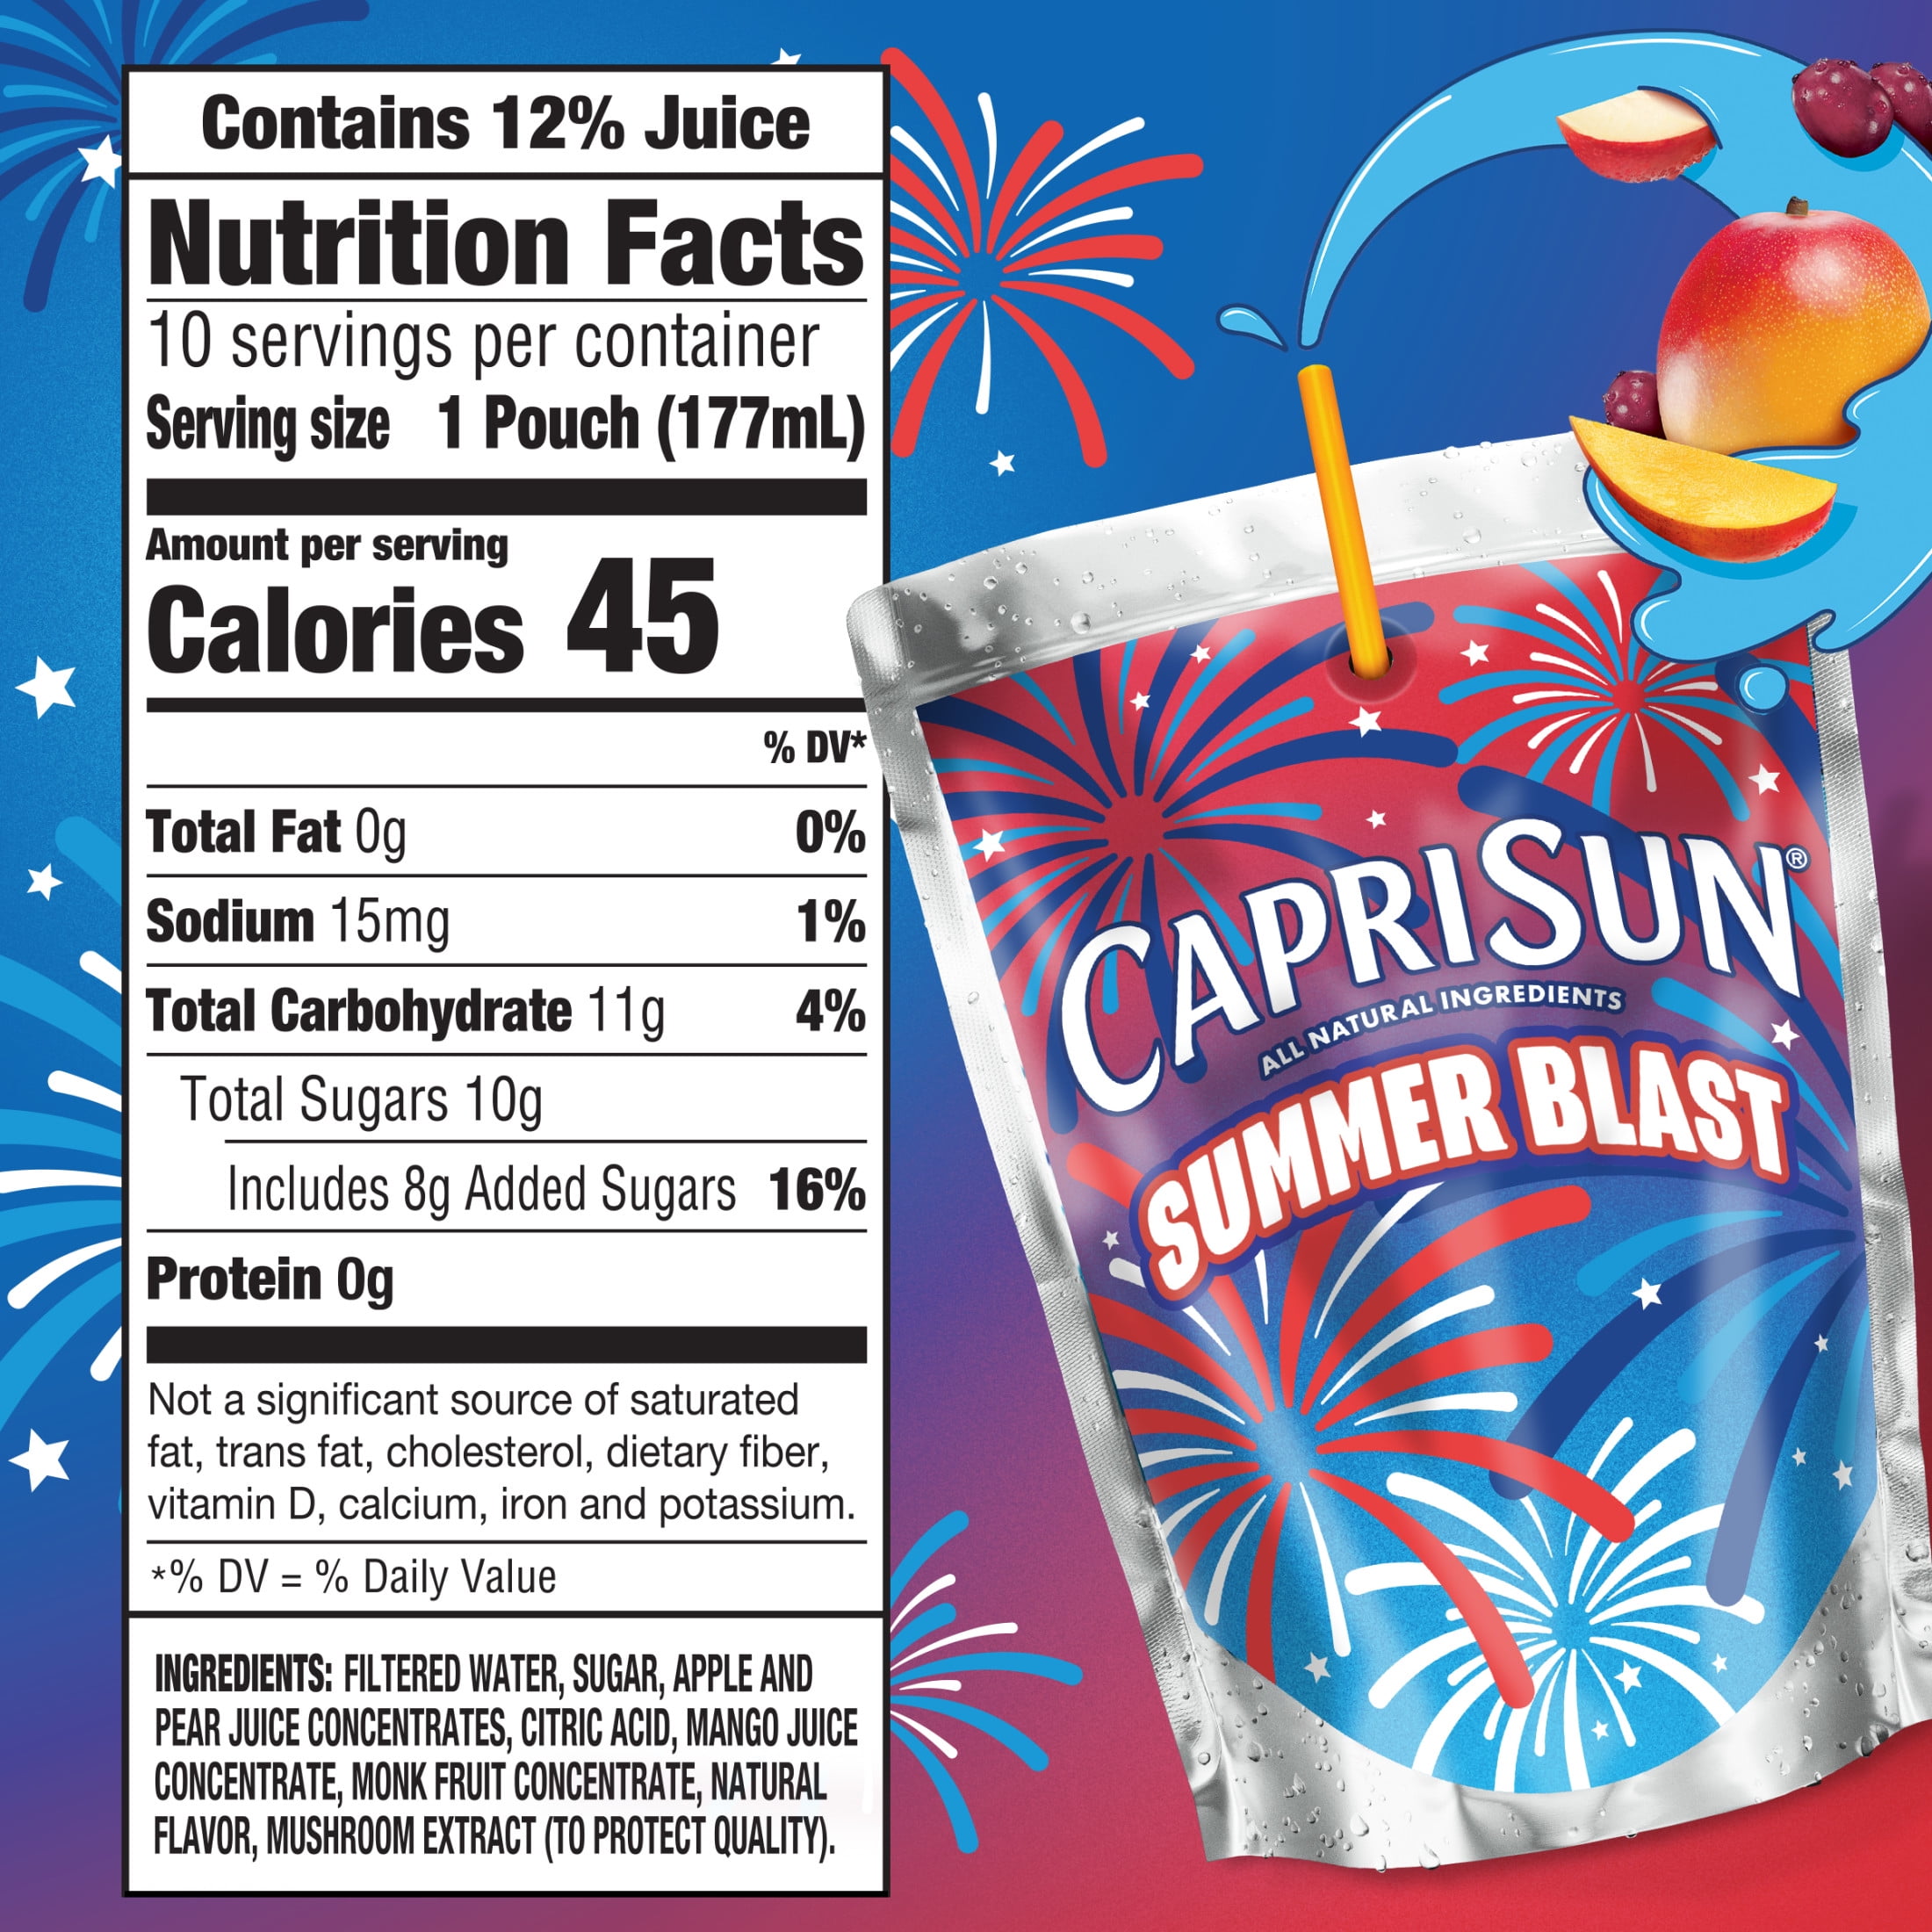 Contains 12% Juice
Nutrition Facts
10 servings per container
Serving size 1 Pouch (177mL)
Amount per serving
Calories 45
% DV*
Total Fat 0g 0%
Sodium 15mg 1%
Total Carbohydrate 11g 4%
Total Sugars 10g
Includes 8g Added Sugars 16%
Protein 0g
Not a significant source of saturated
fat, trans fat, cholesterol, dietary fiber,
vitamin D, calcium, iron and potassium.
*% DV = % Daily Value
INGREDIENTS: FILTERED WATER, SUGAR, APPLE AND
PEAR JUICE CONCENTRATES, CITRIC ACID, MANGO JUICE
CONCENTRATE, MONK FRUIT CONCENTRATE, NATURAL
FLAVOR, MUSHROOM EXTRACT (TO PROTECT QUALITY).
CAPRISUN®
ALL NATURAL INGREDIENTS
SUMMER BLAST